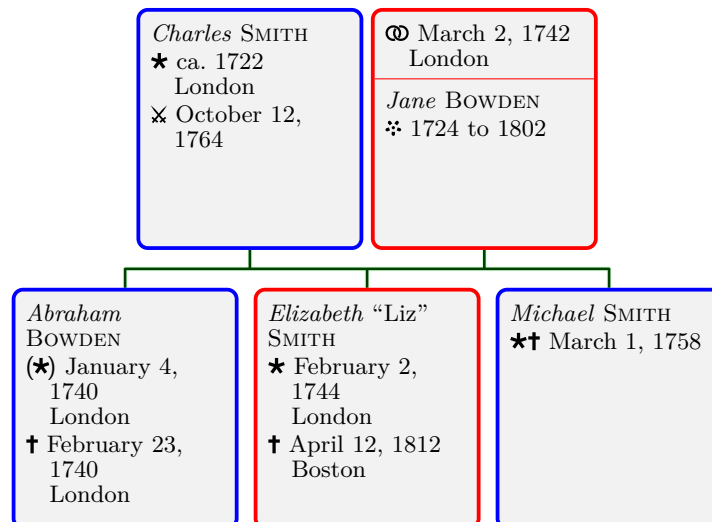 Charles SMITH
* ca. 1722
London
⚔ October 12,
1764
⚭ March 2, 1742
London
Jane BOWDEN
⁘ 1724 to 1802
Abraham
BOWDEN
(*) January 4,
1740
London
† February 23,
1740
London
Elizabeth “Liz”
SMITH
* February 2,
1744
London
† April 12, 1812
Boston
Michael SMITH
*† March 1, 1758